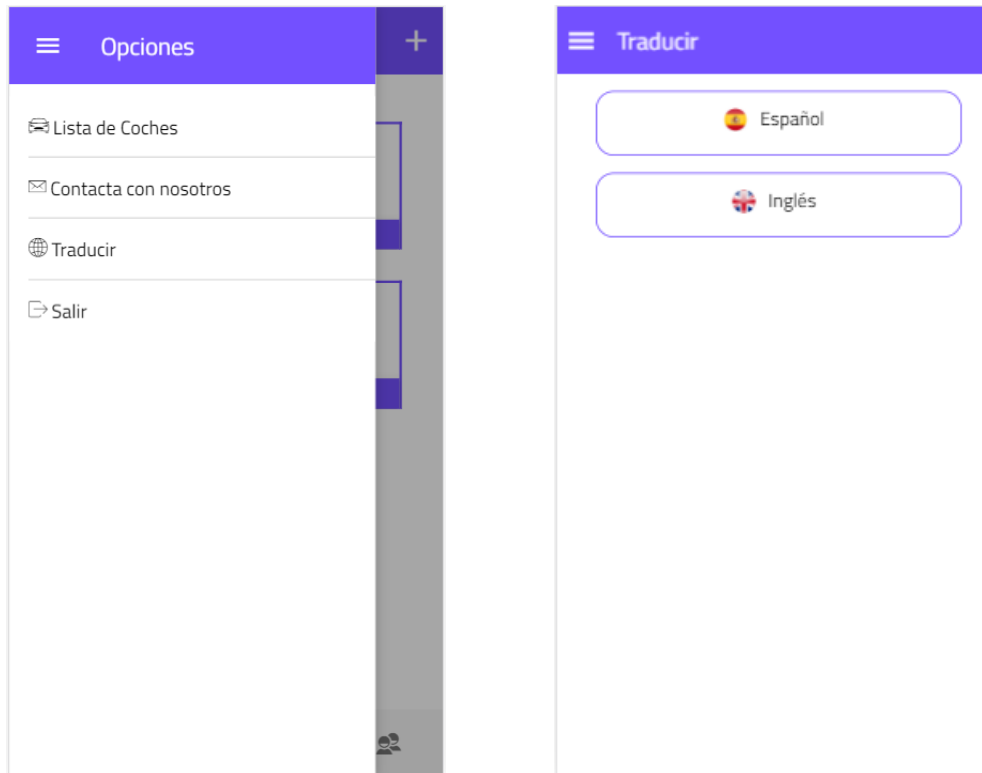 Opciones
Lista de Coches
Contacta con nosotros
Traducir
Salir
Traducir
Español
Inglés